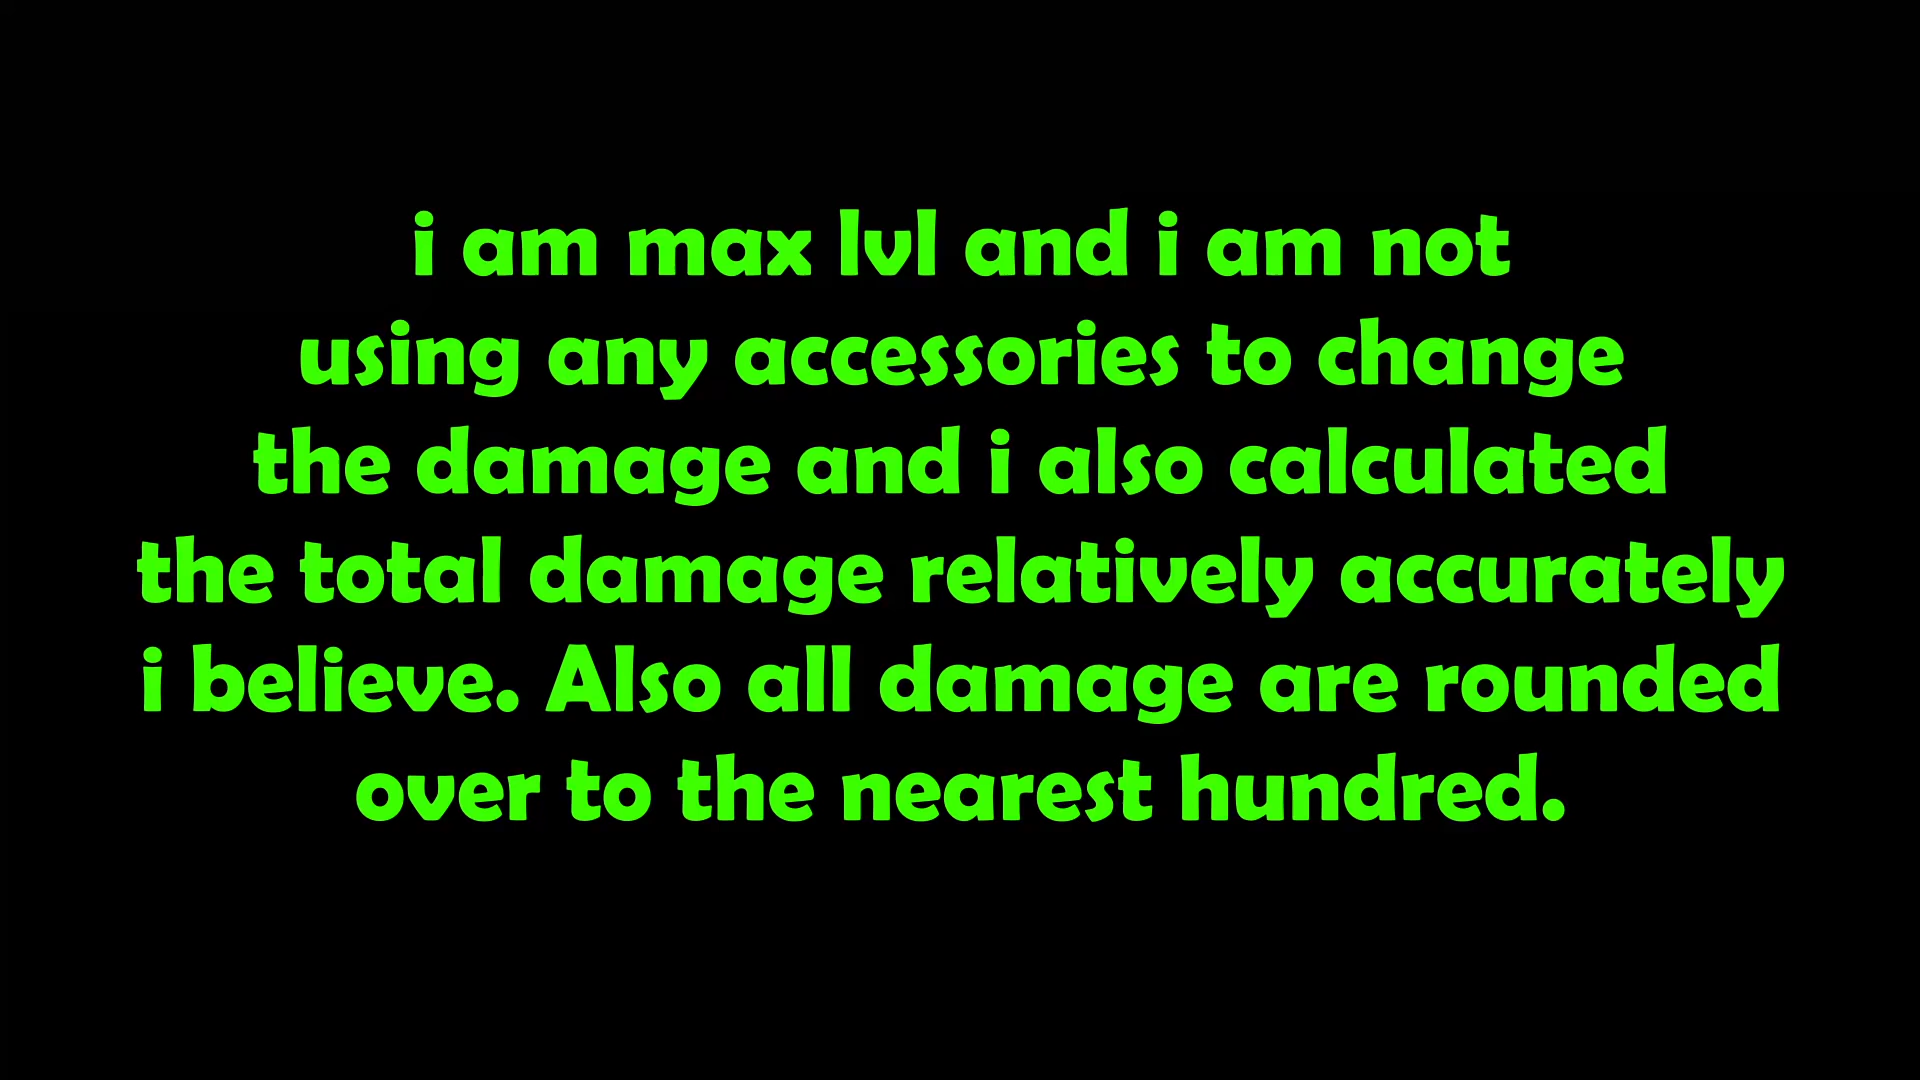 i am max lvl and i am not
using any accessories to change
the damage and i also calculated
the total damage relatively accurately
i believe. Also all damage are rounded
over to the nearest hundred.